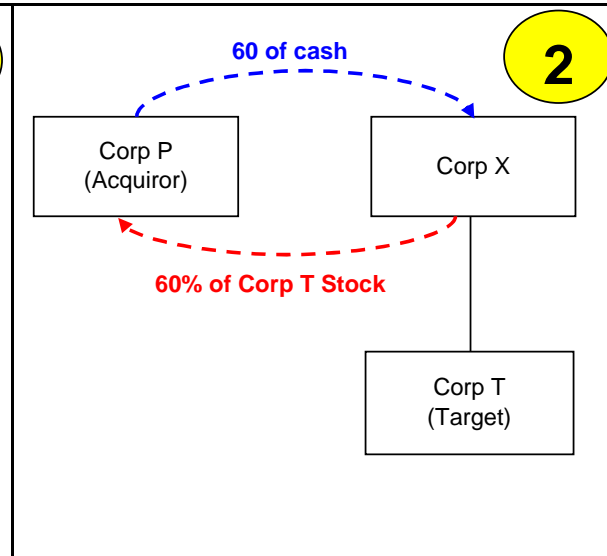 60 of cash
2
Corp P
(Acquiror)
Corp X
60% of Corp T Stock
Corp T
(Target)